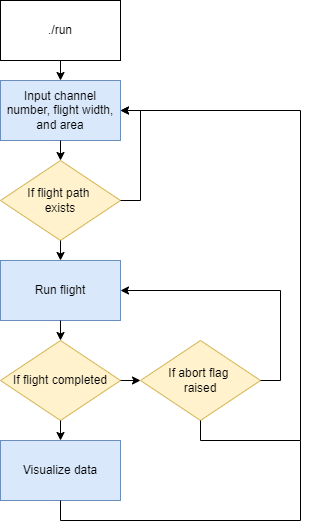 ./run
Input channel
number, flight width,
and area
If flight path
exists
Run flight
If flight completed
If abort flag
raised
Visualize data